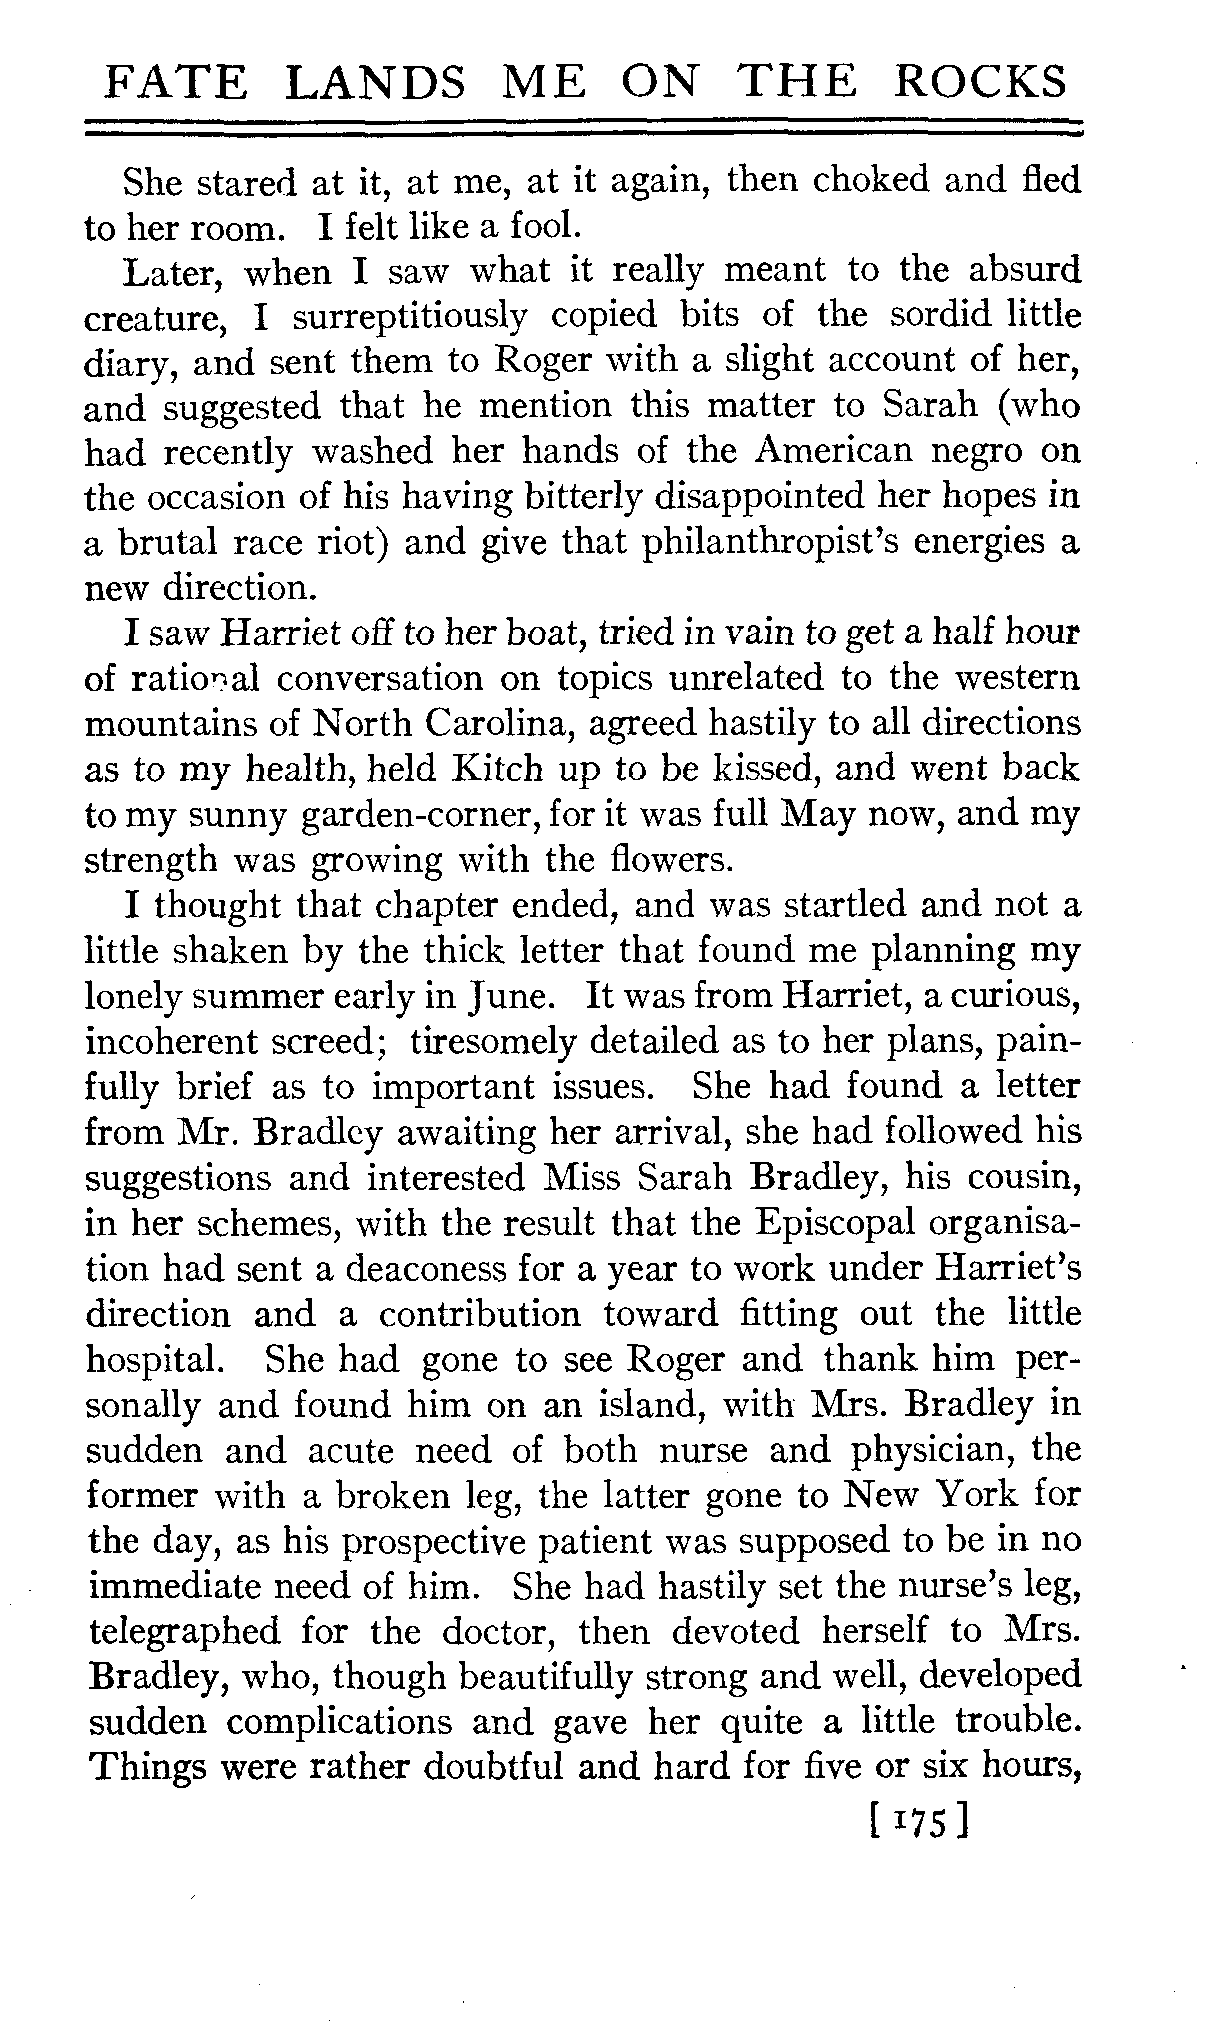 FATE LANDS ME ON THE ROCKS
She stared at it, at me, at it again, then choked and fled
to her room. I felt like a fool.
Later, when I saw what it really meant to the absurd
creature, I surreptitiously copied bits of the sordid little
diary, and sent them to Roger with a slight account of her,
and suggested that he mention this matter to Sarah (who
had recently washed her hands of the American negro on
the occasion of his having bitterly disappointed her hopes in
a brutal race riot) and give that philanthropist's energies a
new direction.
I saw Harriet off to her boat, tried in vain to get a half hour
of rational conversation on topics unrelated to the western
mountains of North Carolina, agreed hastily to all directions
as to my health, held Kitch up to be kissed, and went back
to my sunny garden-corner, for it was full May now, and my
strength was growing with the flowers.
I thought that chapter ended, and was startled and not a
little shaken by the thick letter that found me planning my
lonely summer early in June. It was from Harriet, a curious,
incoherent screed; tiresomely detailed as to her plans, pain-
fully brief as to important issues. She had found a letter
from Mr. Bradley awaiting her arrival, she had followed his
suggestions and interested Miss Sarah Bradley, his cousin,
in her schemes, with the result that the Episcopal organisa-
tion had sent a deaconess for a year to work under Harriet's
direction and a contribution toward fitting out the little
hospital. She had gone to see Roger and thank him per-
sonally and found him on an island, with Mrs. Bradley in
sudden and acute need of both nurse and physician, the
former with a broken leg, the latter gone to New York for
the day, as his prospective patient was supposed to be in no
immediate need of him. She had hastily set the nurse's leg,
telegraphed for the doctor, then devoted herself to Mrs.
Bradley, who, though beautifully strong and well, developed
sudden complications and gave her quite a little trouble.
Things were rather doubtful and hard for five or six hours,
[ 175 ]